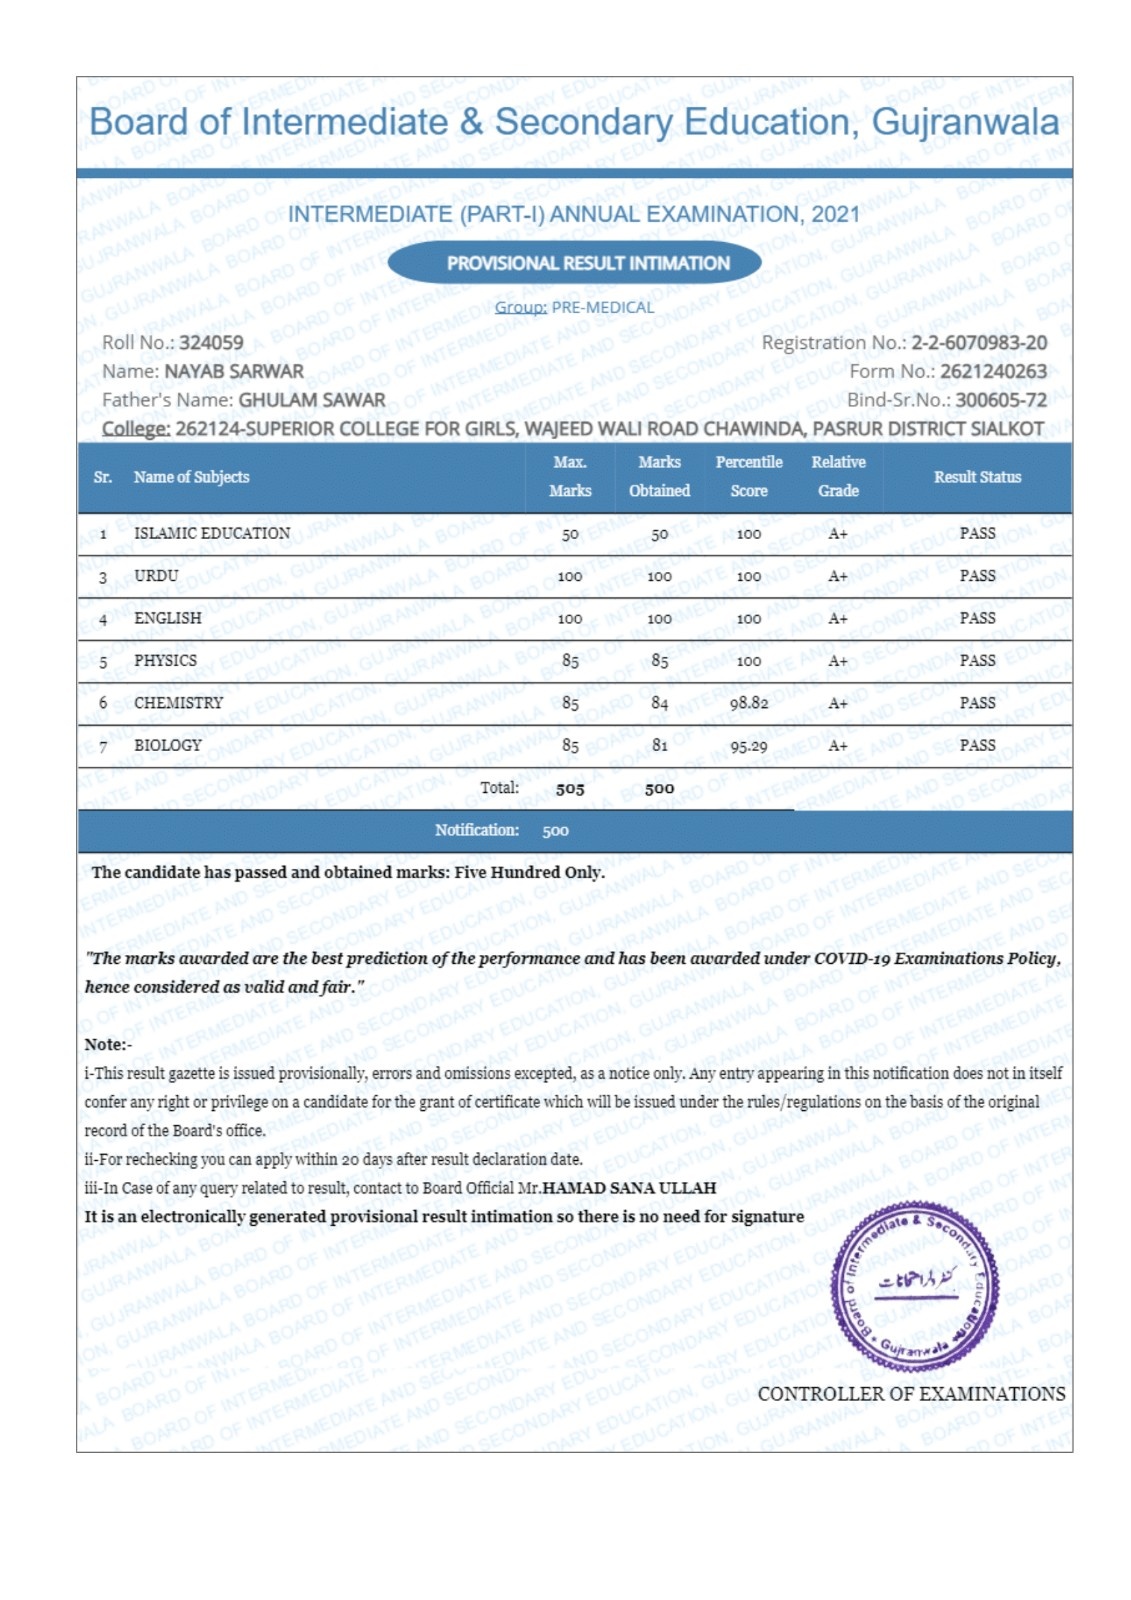 Board of Intermediate & Secondary Education, Gujranwala
INTERMEDIATE (PART-I) ANNUAL EXAMINATION, 2021
PROVISIONAL RESULT INTIMATION
Group: PRE-MEDICAL
Roll No.: 324059 Registration No.: 2-2-6070983-20
Name: NAYAB SARWAR Form No.: 2621240263
Father's Name: GHULAM SAWAR Bind-Sr.No.: 300605-72
College: 262124-SUPERIOR COLLEGE FOR GIRLS, WAJEED WALI ROAD CHAWINDA, PASRUR DISTRICT SIALKOT
Sr. Name of Subjects Max. Marks Marks Obtained Percentile Score Relative Grade Result Status
1 ISLAMIC EDUCATION 50 50 100 A+ PASS
3 URDU 100 100 100 A+ PASS
4 ENGLISH 100 100 100 A+ PASS
5 PHYSICS 85 85 100 A+ PASS
6 CHEMISTRY 85 84 98.82 A+ PASS
7 BIOLOGY 85 81 95.29 A+ PASS
Total: 505 500
Notification: 500
The candidate has passed and obtained marks: Five Hundred Only.
"The marks awarded are the best prediction of the performance and has been awarded under COVID-19 Examinations Policy,
hence considered as valid and fair."
Note:-
i-This result gazette is issued provisionally, errors and omissions excepted, as a notice only. Any entry appearing in this notification does not in itself
confer any right or privilege on a candidate for the grant of certificate which will be issued under the rules/regulations on the basis of the original
record of the Board's office.
ii-For rechecking you can apply within 20 days after result declaration date.
iii-In Case of any query related to result, contact to Board Official Mr.HAMAD SANA ULLAH
It is an electronically generated provisional result intimation so there is no need for signature
Board of Intermediate & Secondary Education
کنٹرولر امتحانات
Gujranwala
CONTROLLER OF EXAMINATIONS